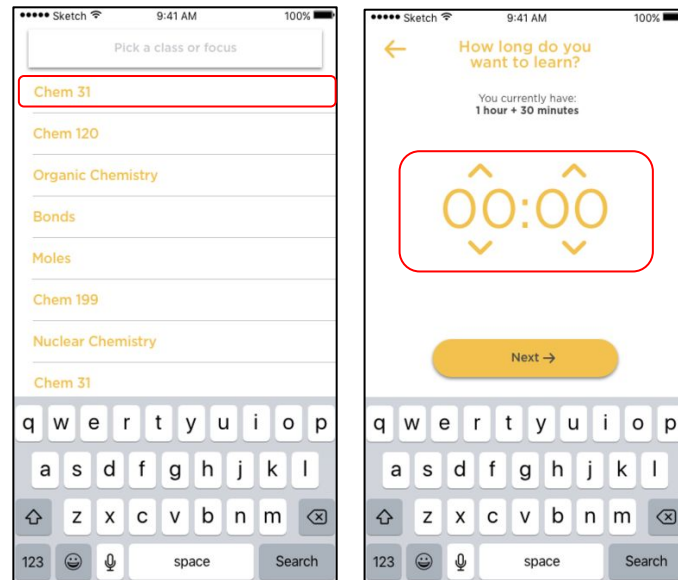 Sketch 9:41 AM 100%
Pick a class or focus
Chem 31
Chem 120
Organic Chemistry
Bonds
Moles
Chem 199
Nuclear Chemistry
Chem 31
q w e r t y u i o p
a s d f g h j k l
z x c v b n m
123 space Search
Sketch 9:41 AM 100%
How long do you
want to learn?
You currently have:
1 hour + 30 minutes
00:00
Next →
q w e r t y u i o p
a s d f g h j k l
z x c v b n m
123 space Search